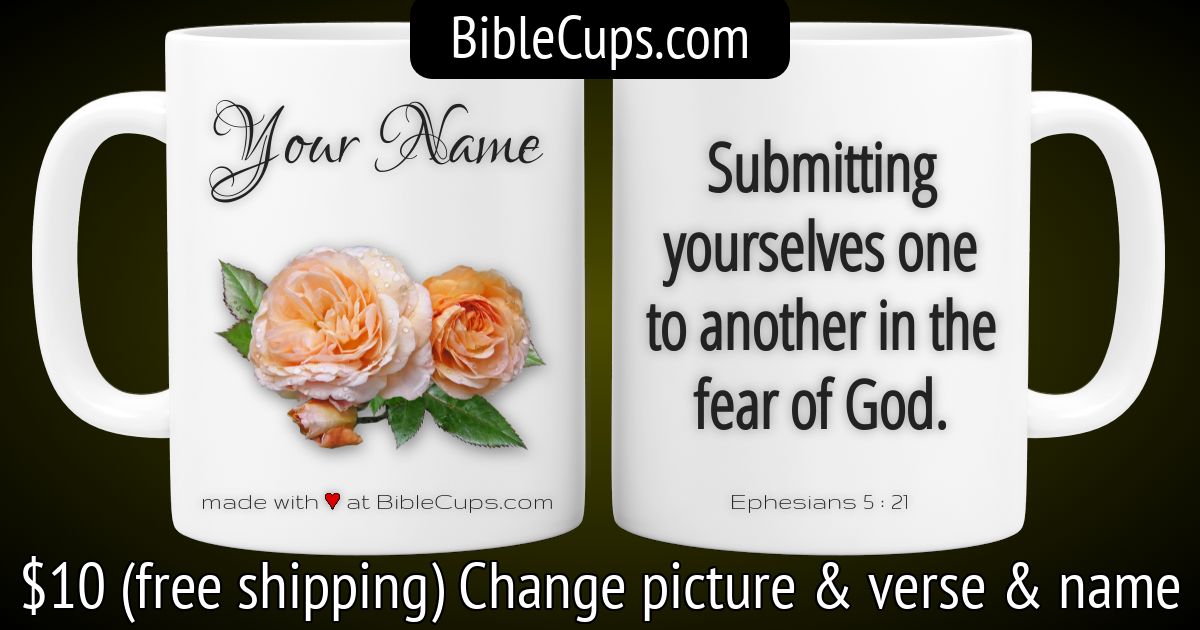 BibleCups.com
Your Name
made with ♥ at BibleCups.com
Submitting
yourselves one
to another in the
fear of God.
Ephesians 5 : 21
$10 (free shipping) Change picture & verse & name